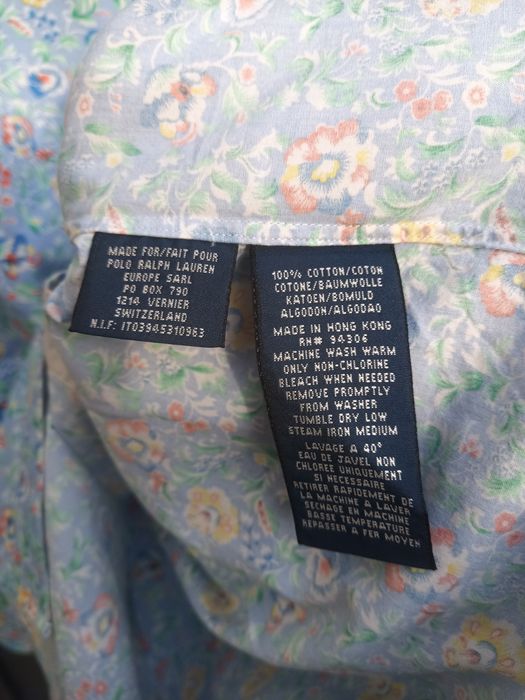 MADE FOR/FAIT POUR
POLO RALPH LAUREN
EUROPE SARL
PO BOX 790
1214 VERNIER
SWITZERLAND
N.I.F: IT03945310963
100% COTTON/COTON
COTONE/BAUMWOLLE
KATOEN/BOMULD
ALGODON/ALGODAO
MADE IN HONG KONG
RN# 94306
MACHINE WASH WARM
ONLY NON-CHLORINE
BLEACH WHEN NEEDED
REMOVE PROMPTLY
FROM WASHER
TUMBLE DRY LOW
STEAM IRON MEDIUM
LAVAGE A 40°
EAU DE JAVEL NON
CHLOREE UNIQUEMENT
SI NECESSAIRE
RETIRER RAPIDEMENT DE
LA MACHINE A LAVER
SECHAGE EN MACHINE
BASSE TEMPERATURE
REPASSER A FER MOYEN